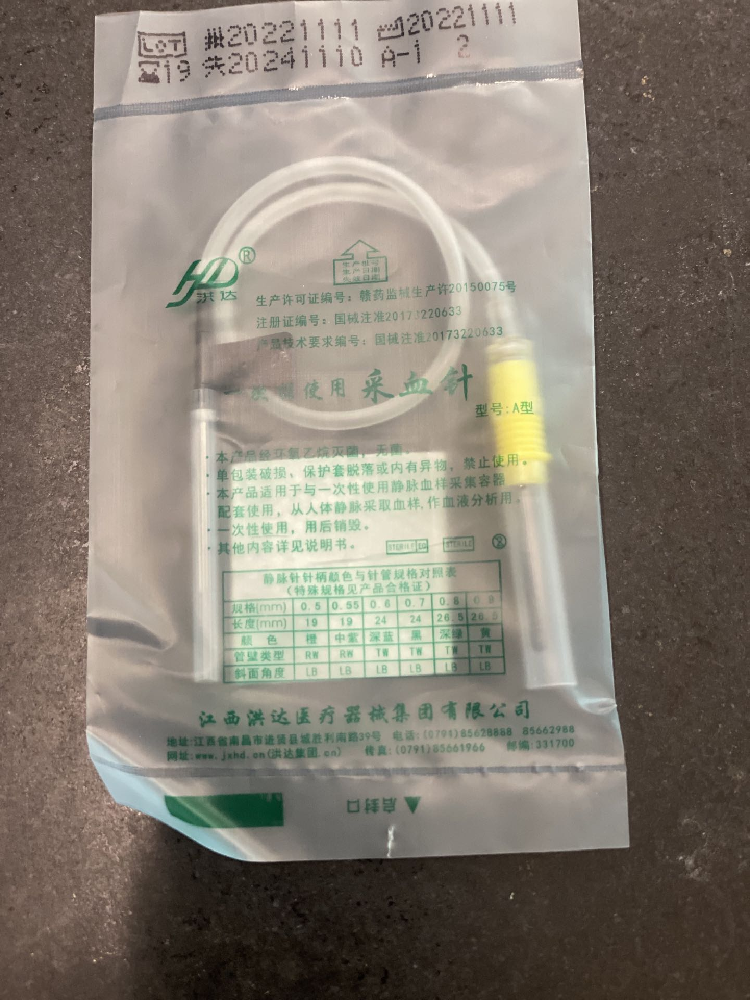 LOT 批20221111 20221111
19 失20241110 A-1 2
HD®
洪达
生产批号
生产日期
失效日期
生产许可证编号：赣药监械生产许20150075号
注册证编号：国械注准20173220633
产品技术要求编号：国械注准20173220633
一次性使用 采血针
型号:A型
·本产品经环氧乙烷灭菌，无菌。
·单包装破损、保护套脱落或内有异物，禁止使用。
·本产品适用于与一次性使用静脉血样采集容器
配套使用，从人体静脉采取血样,作血液分析用。
·一次性使用，用后销毁。
·其他内容详见说明书。
STERILE EO STERILE 2
静脉针针柄颜色与针管规格对照表
（特殊规格见产品合格证）
规格(mm) 0.5 0.55 0.6 0.7 0.8 0.9
长度(mm) 19 19 24 24 26.5 26.5
颜色 橙 中紫 深蓝 黑 深绿 黄
管壁类型 RW RW TW TW TW TW
斜面角度 LB LB LB LB LB LB
江西洪达医疗器械集团有限公司
地址:江西省南昌市进贤县城胜利南路39号 电话:(0791)85628888 85662988
网址:www.jxhd.cn(洪达集团.cn) 传真:(0791)85661966 邮编:331700
启封口